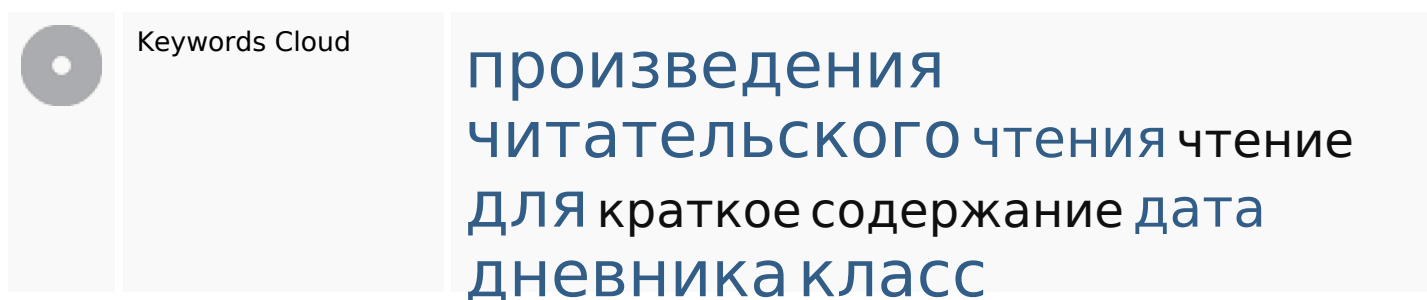 Keywords Cloud
произведения
читательского чтения чтение
для краткое содержание дата
дневника класс